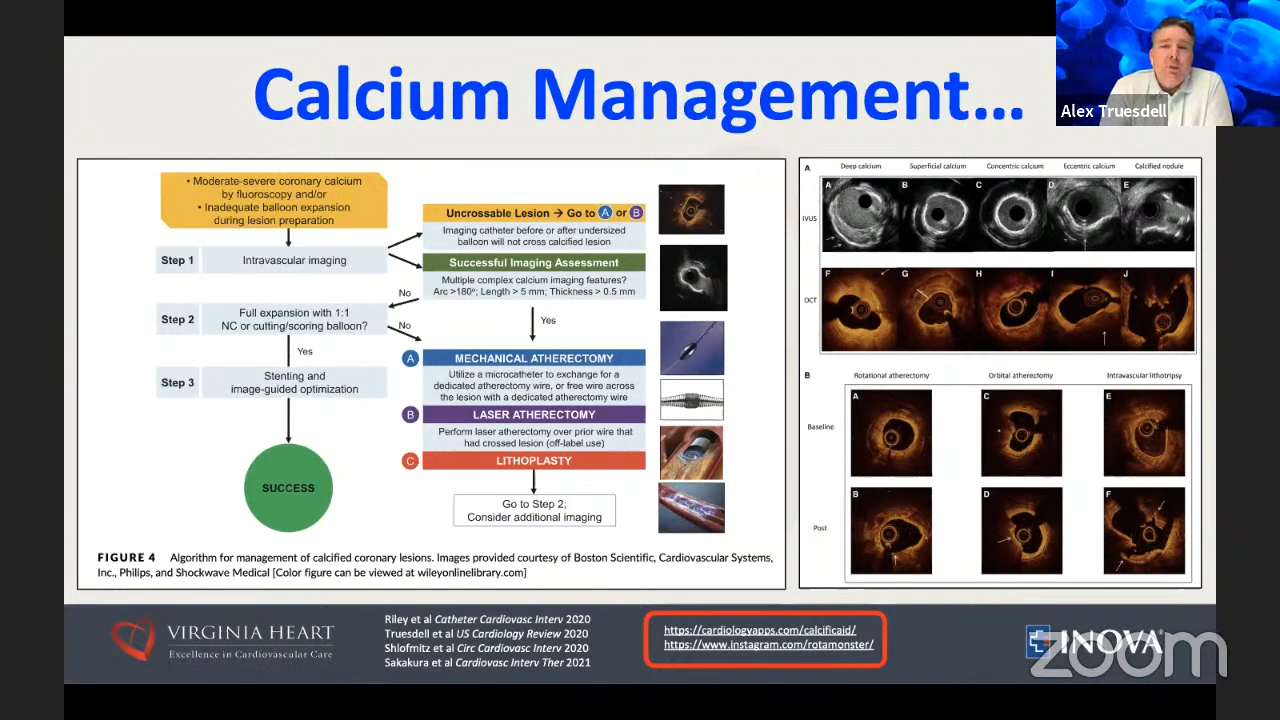 Calcium Management...
Alex Truesdell
• Moderate-severe coronary calcium
by fluoroscopy and/or
• Inadequate balloon expansion
during lesion preparation
Step 1
Intravascular imaging
Uncrossable Lesion → Go to A or B
Imaging catheter before or after undersized
balloon will not cross calcified lesion
Successful Imaging Assessment
Multiple complex calcium imaging features?
Arc >180º; Length > 5 mm; Thickness > 0.5 mm
No
Step 2
Full expansion with 1:1
NC or cutting/scoring balloon?
No
Yes
Yes
Step 3
Stenting and
image-guided optimization
SUCCESS
A
MECHANICAL ATHERECTOMY
Utilize a microcatheter to exchange for a
dedicated atherectomy wire, or free wire across
the lesion with a dedicated atherectomy wire
B
LASER ATHERECTOMY
Perform laser atherectomy over prior wire that
had crossed lesion (off-label use)
C
LITHOPLASTY
Go to Step 2;
Consider additional imaging
FIGURE 4 Algorithm for management of calcified coronary lesions. Images provided courtesy of Boston Scientific, Cardiovascular Systems,
Inc., Philips, and Shockwave Medical [Color figure can be viewed at wileyonlinelibrary.com]
A
Deep calcium Superficial calcium Concentric calcium Eccentric calcium Calcified nodule
IVUS
A B C D E
OCT
F G H I J
B
Rotational atherectomy Orbital atherectomy Intravascular lithotripsy
Baseline
A C E
Post
B D F
VIRGINIA HEART
Excellence in Cardiovascular Care
Riley et al Catheter Cardiovasc Interv 2020
Truesdell et al US Cardiology Review 2020
Shlofmitz et al Circ Cardiovasc Interv 2020
Sakakura et al Cardiovasc Interv Ther 2021
https://cardiologyapps.com/calcificaid/
https://www.instagram.com/rotamonster/
INOVA
zoom